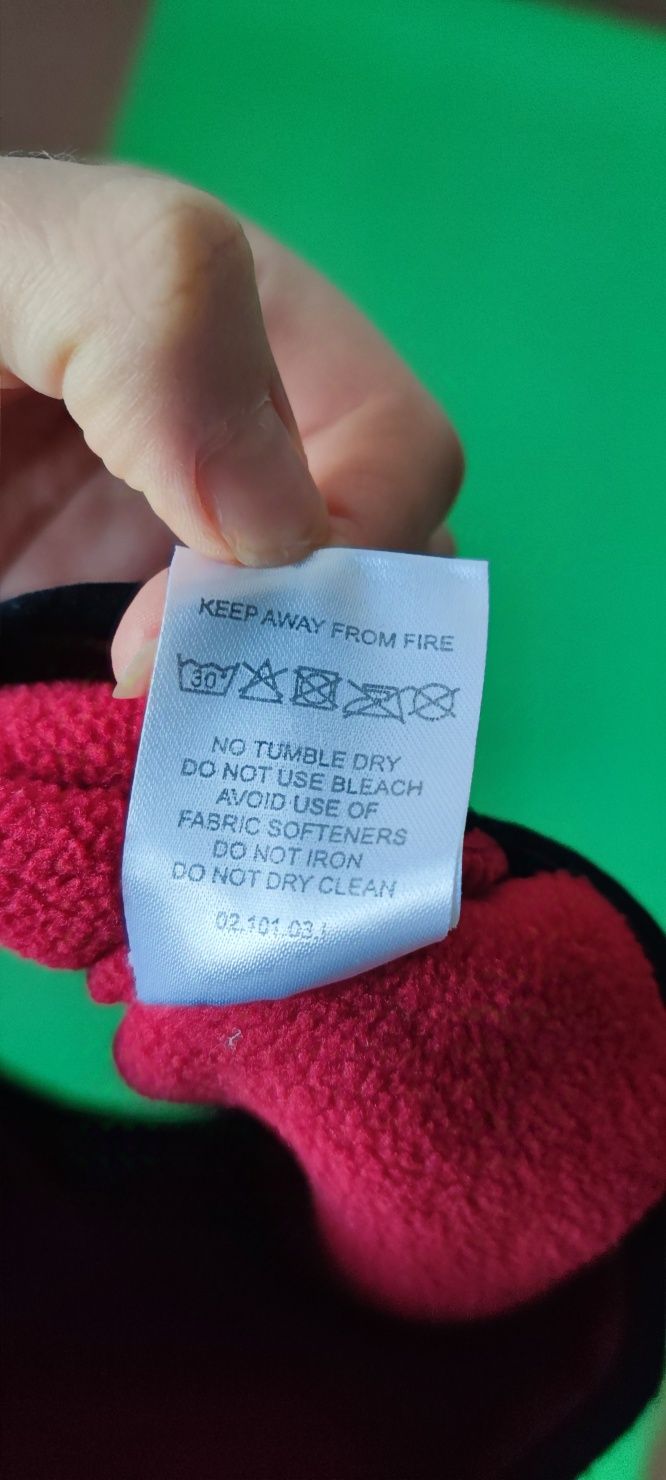 KEEP AWAY FROM FIRE
30°
NO TUMBLE DRY
DO NOT USE BLEACH
AVOID USE OF
FABRIC SOFTENERS
DO NOT IRON
DO NOT DRY CLEAN